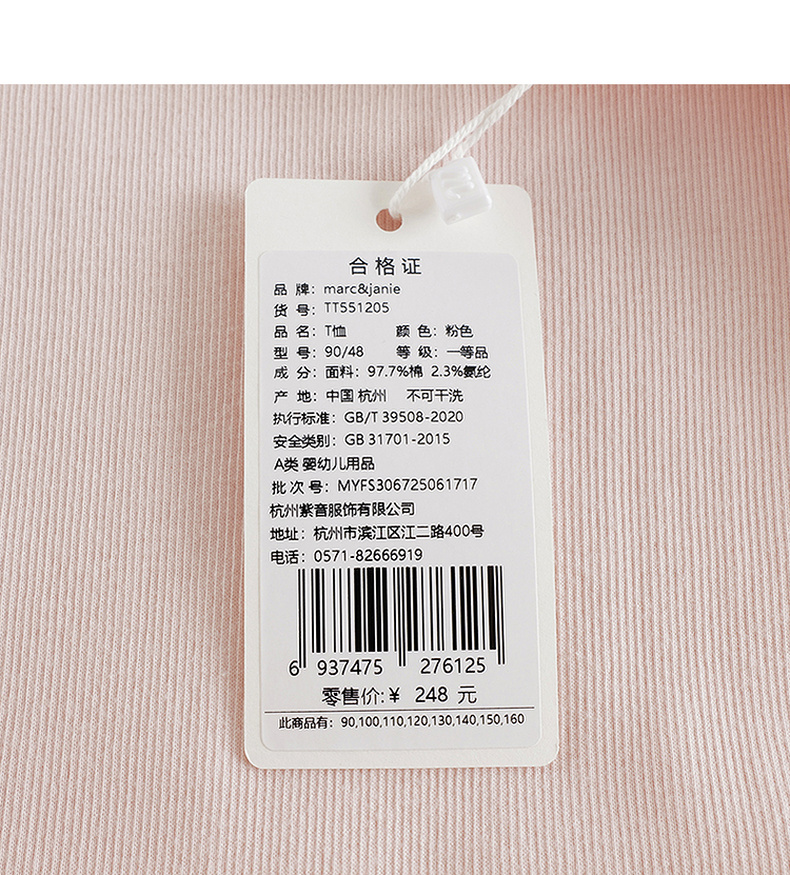 合格证
品 牌：marc&janie
货 号：TT551205
品 名：T恤 颜 色：粉色
型 号：90/48 等 级：一等品
成 分：面料：97.7%棉 2.3%氨纶
产 地：中国 杭州 不可干洗
执行标准：GB/T 39508-2020
安全类别：GB 31701-2015
A类 婴幼儿用品
批 次 号：MYFS306725061717
杭州紫音服饰有限公司
地址：杭州市滨江区江二路400号
电话：0571-82666919
6 937475 276125
零售价:¥ 248 元
此商品有：90,100,110,120,130,140,150,160